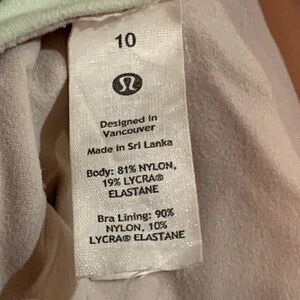 10
Designed in
Vancouver
Made in Sri Lanka
Body: 81% NYLON,
19% LYCRA®
ELASTANE
Bra Lining: 90%
NYLON, 10%
LYCRA® ELASTANE